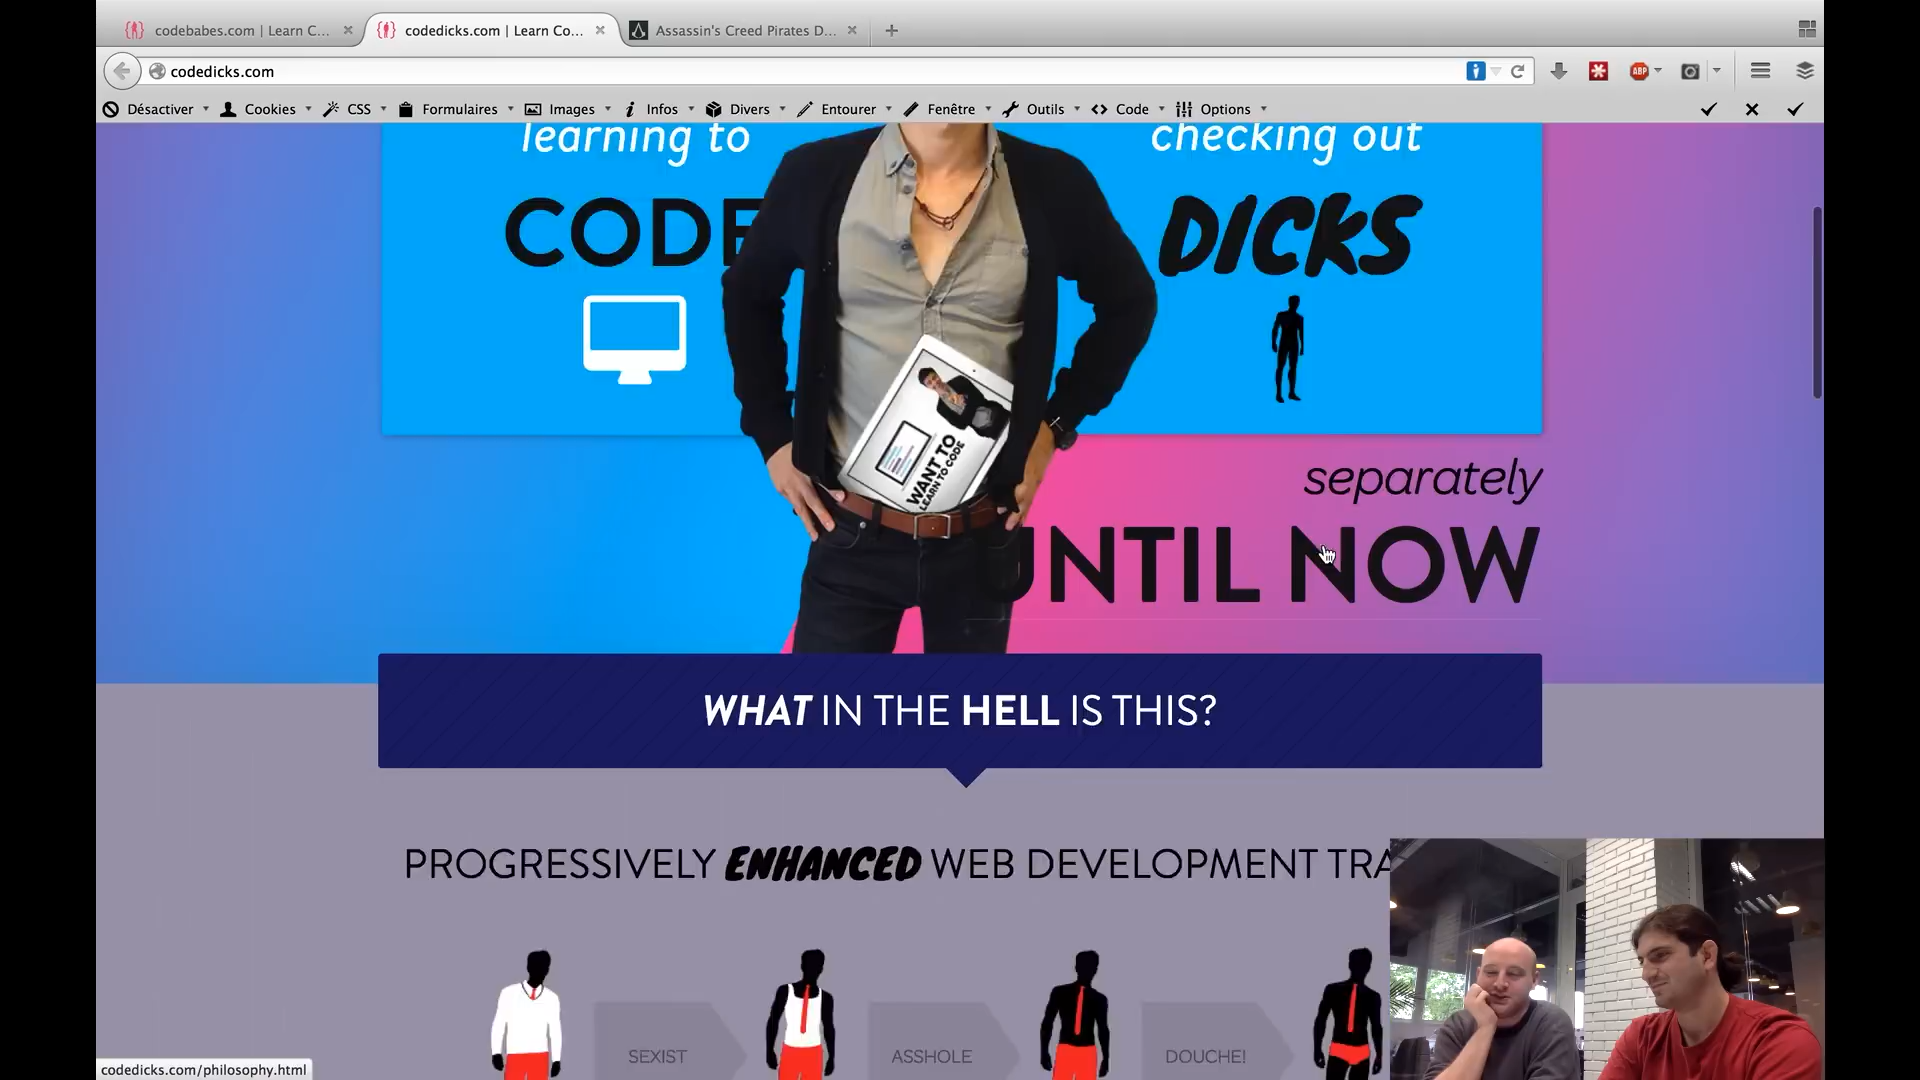 codebabes.com | Learn C...
codedicks.com | Learn Co...
Assassin's Creed Pirates D...
codedicks.com
ABP
Désactiver
Cookies
CSS
Formulaires
Images
Infos
Divers
Entourer
Fenêtre
Outils
Code
Options
learning to
checking out
CODE
DICKS
WANT TO
LEARN TO CODE
separately
UNTIL NOW
WHAT IN THE HELL IS THIS?
PROGRESSIVELY ENHANCED WEB DEVELOPMENT TRA
SEXIST
ASSHOLE
DOUCHE!
codedicks.com/philosophy.html